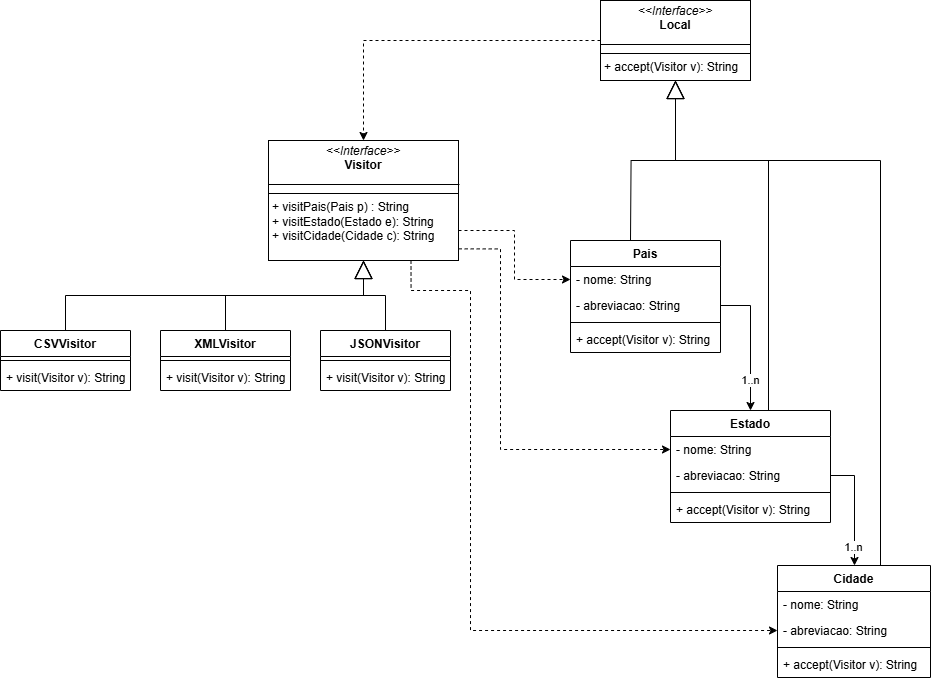 <<Interface>>
Local
+ accept(Visitor v): String
<<Interface>>
Visitor
+ visitPais(Pais p) : String
+ visitEstado(Estado e): String
+ visitCidade(Cidade c): String
Pais
- nome: String
- abreviacao: String
+ accept(Visitor v): String
CSVVisitor
+ visit(Visitor v): String
XMLVisitor
+ visit(Visitor v): String
JSONVisitor
+ visit(Visitor v): String
1..n
Estado
- nome: String
- abreviacao: String
+ accept(Visitor v): String
1..n
Cidade
- nome: String
- abreviacao: String
+ accept(Visitor v): String